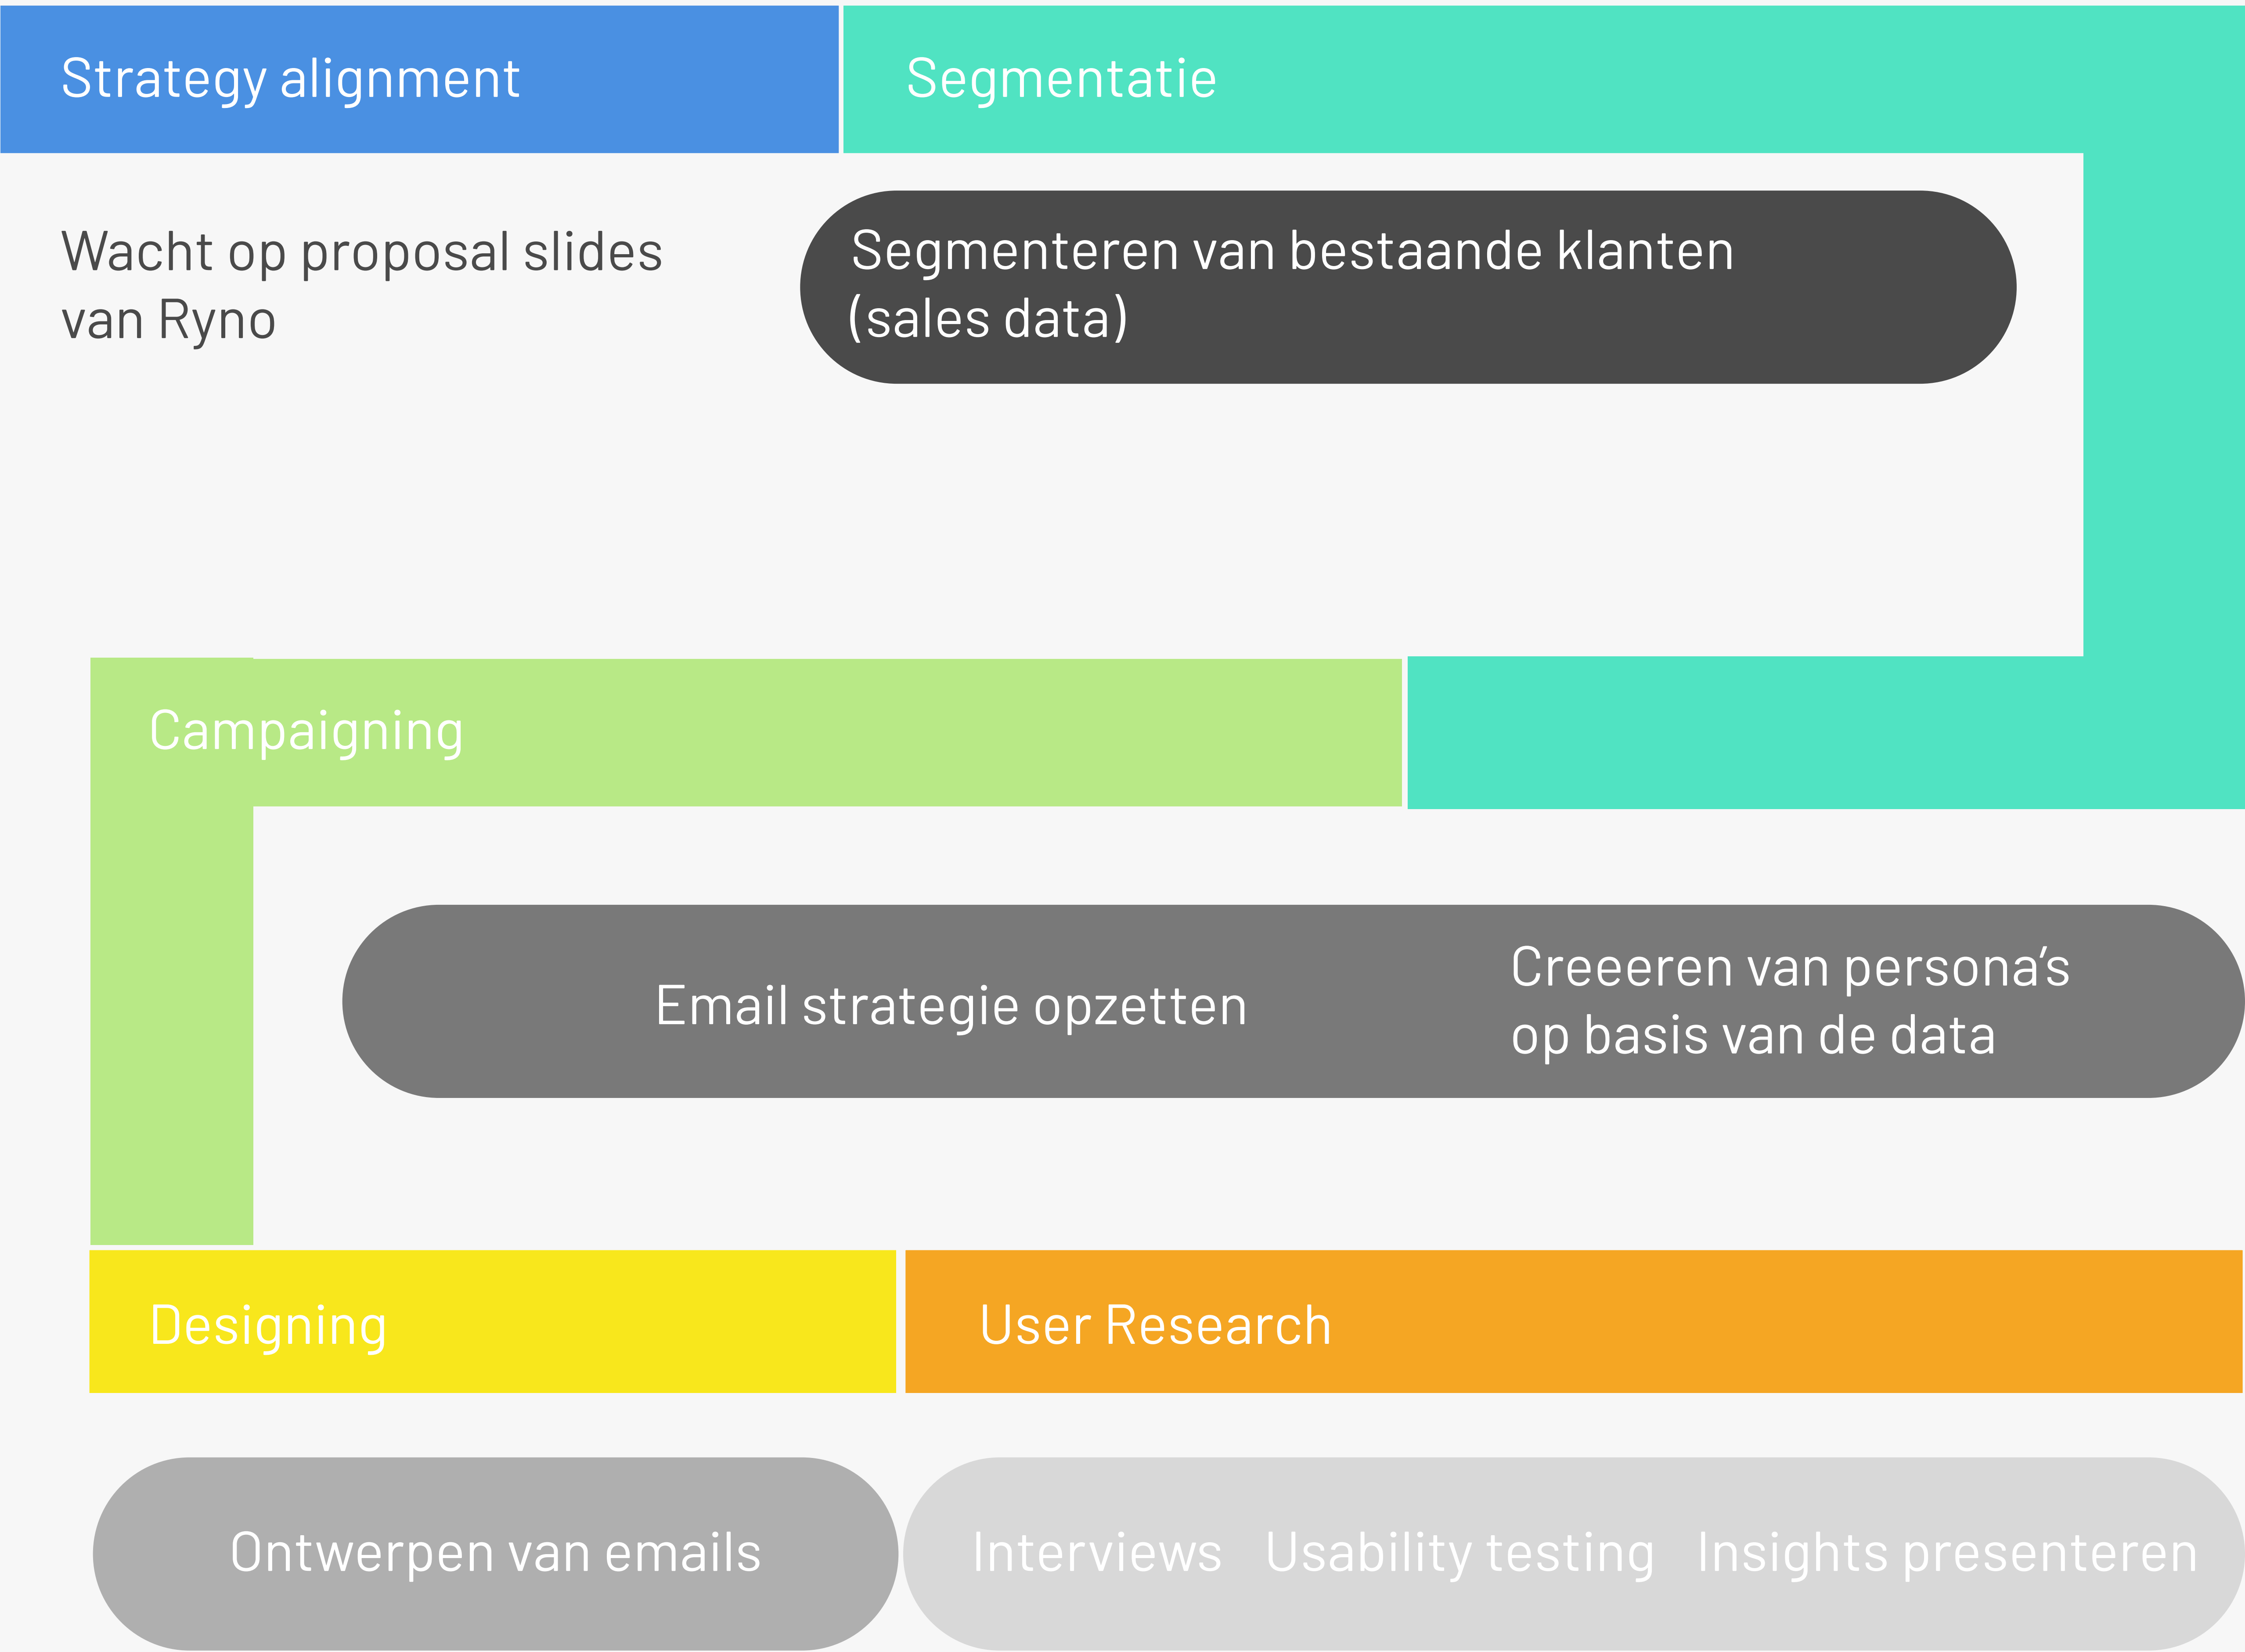 Strategy alignment
Segmentatie
Wacht op proposal slides
van Ryno
Segmenteren van bestaande klanten
(sales data)
Campaigning
Email strategie opzetten
Creeeren van persona’s
op basis van de data
Designing
User Research
Ontwerpen van emails
Interviews Usability testing Insights presenteren